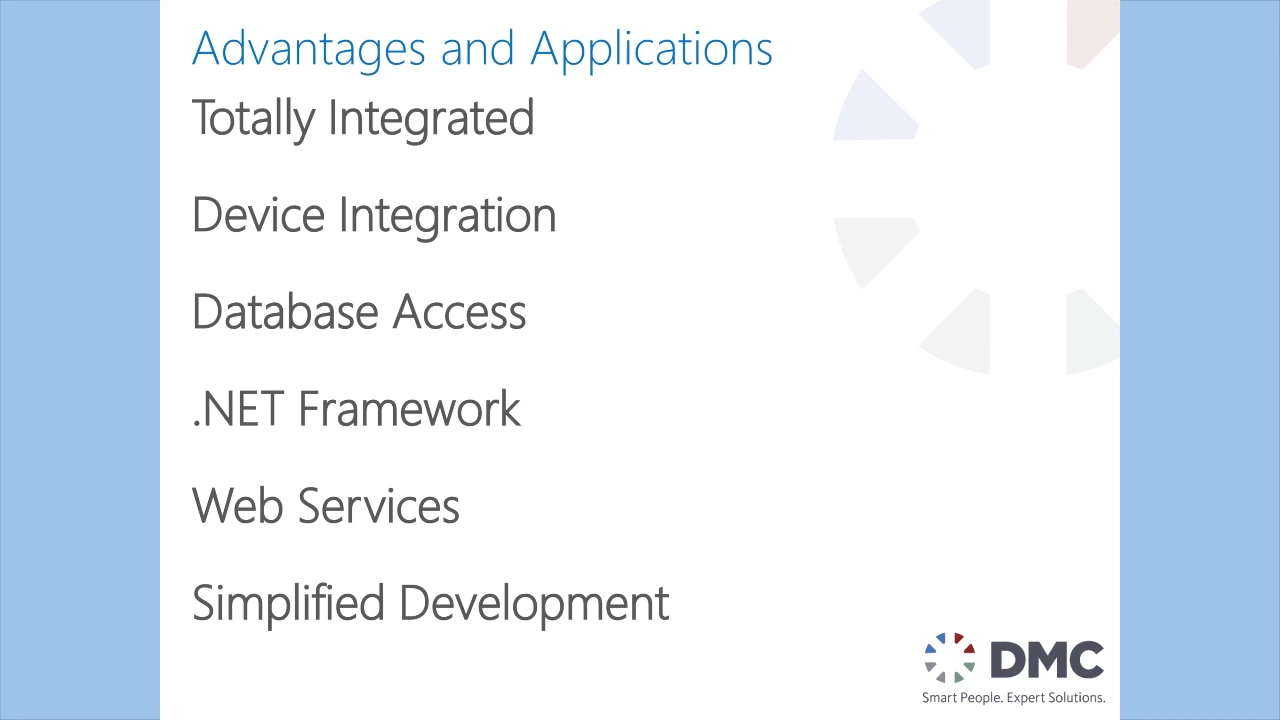 Advantages and Applications
Totally Integrated
Device Integration
Database Access
.NET Framework
Web Services
Simplified Development
DMC
Smart People. Expert Solutions.